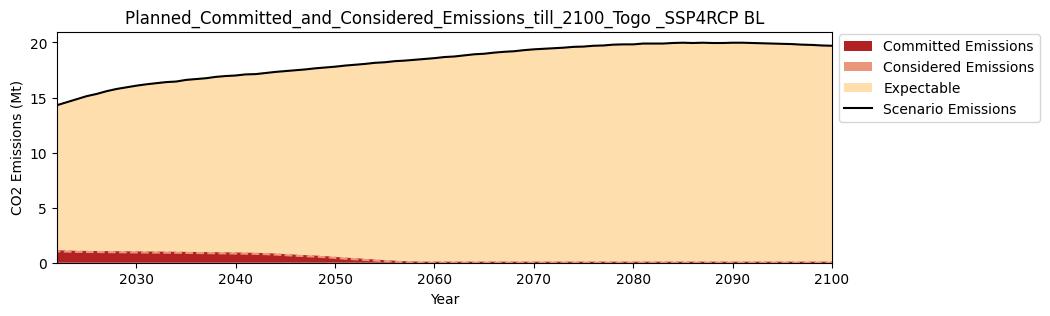 Planned_Committed_and_Considered_Emissions_till_2100_Togo _SSP4RCP BL
20
15
10
5
0
CO2 Emissions (Mt)
2030
2040
2050
2060
2070
2080
2090
2100
Year
Committed Emissions
Considered Emissions
Expectable
Scenario Emissions